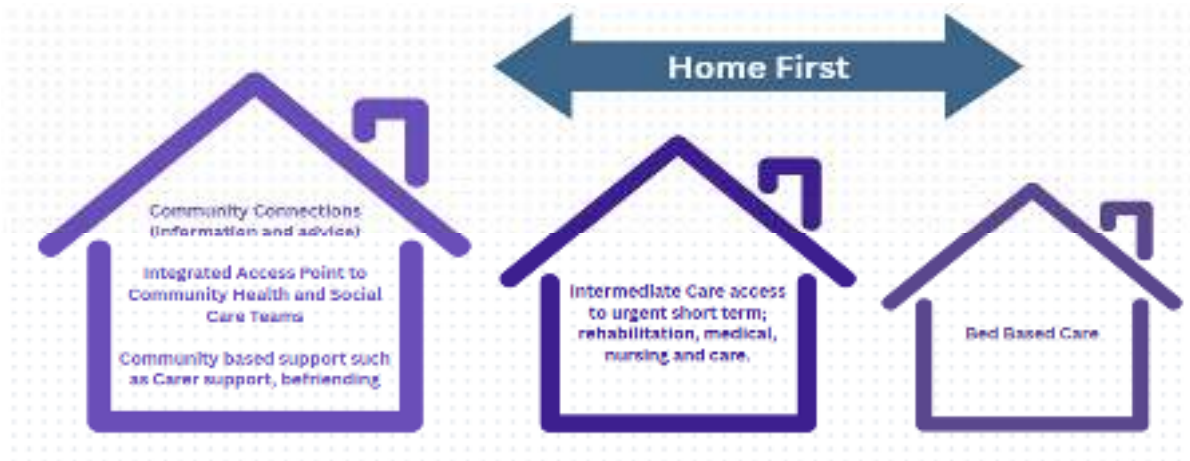 Home First
Community Connections
(information and advice)
Integrated Access Point to
Community Health and Social
Care Teams
Community based support such
as Carer support, befriending
Intermediate Care access
to urgent short term;
rehabilitation, medical,
nursing and care.
Bed Based Care